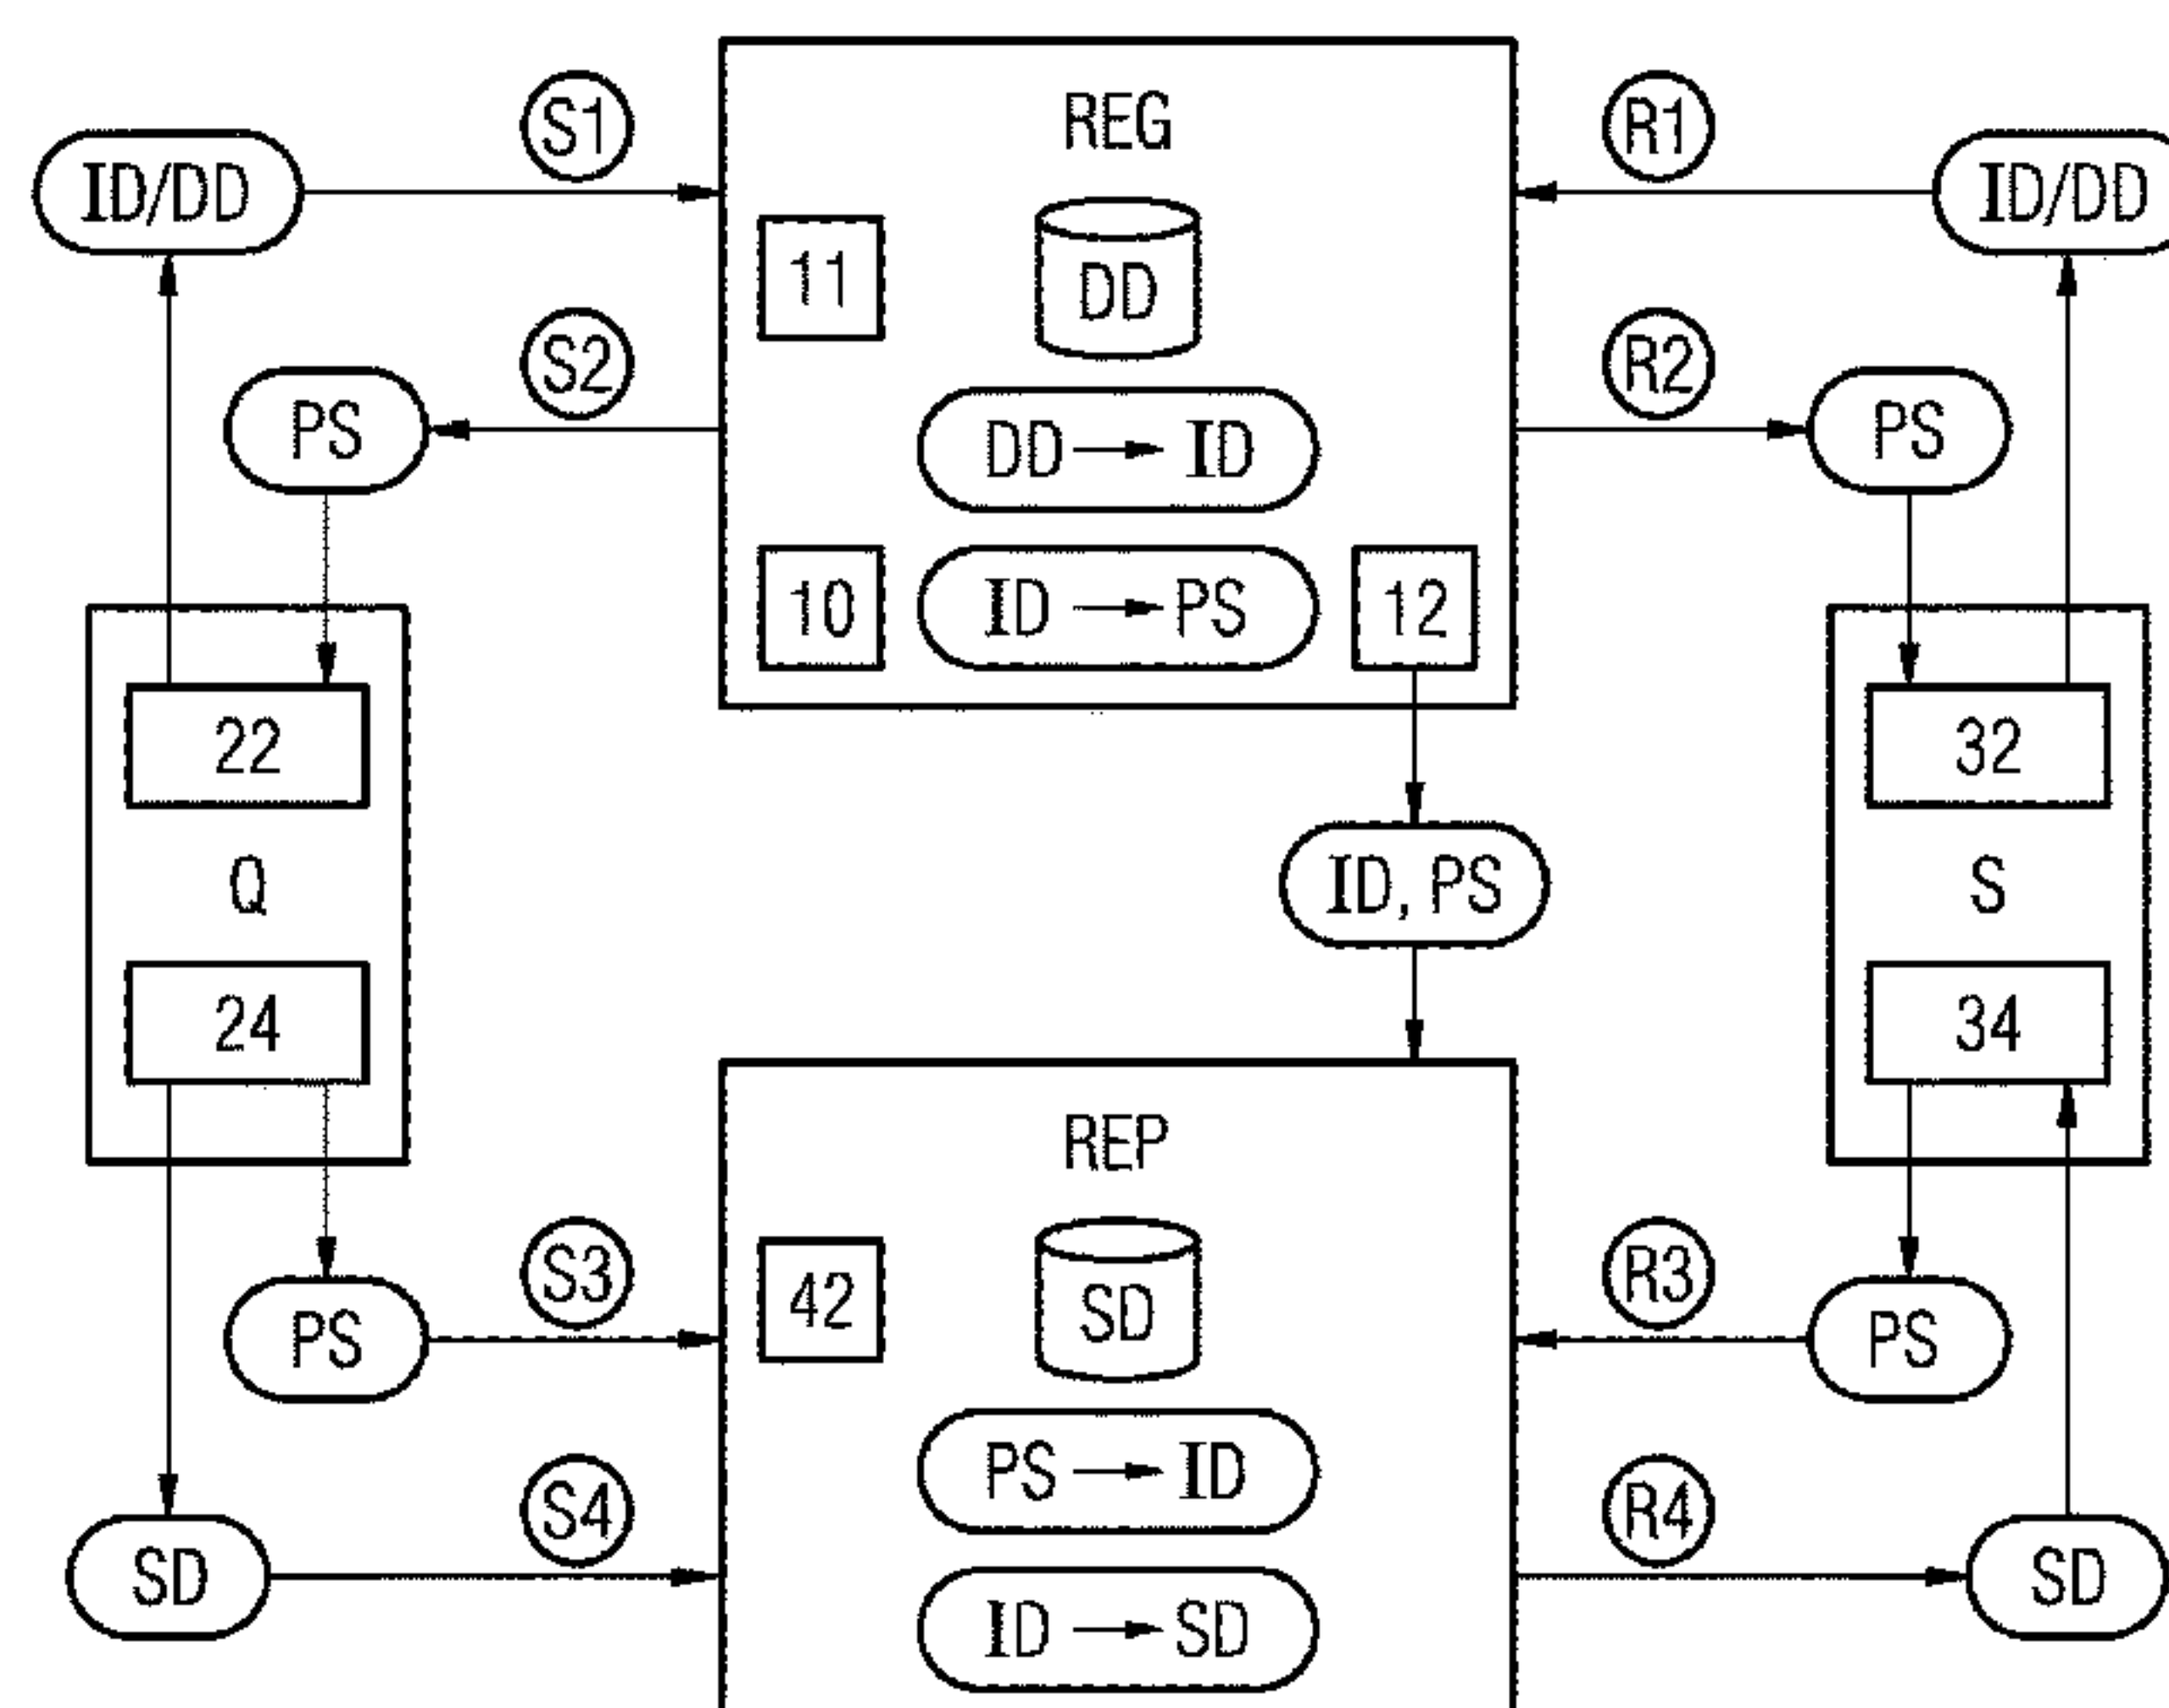 S1
REG
R1
ID/DD
ID/DD
11
DD
S2
R2
PS
DD → ID
PS
10
ID → PS
12
22
32
Q
ID, PS
S
24
34
REP
S3
42
SD
R3
PS
PS
PS → ID
S4
R4
SD
SD
ID → SD